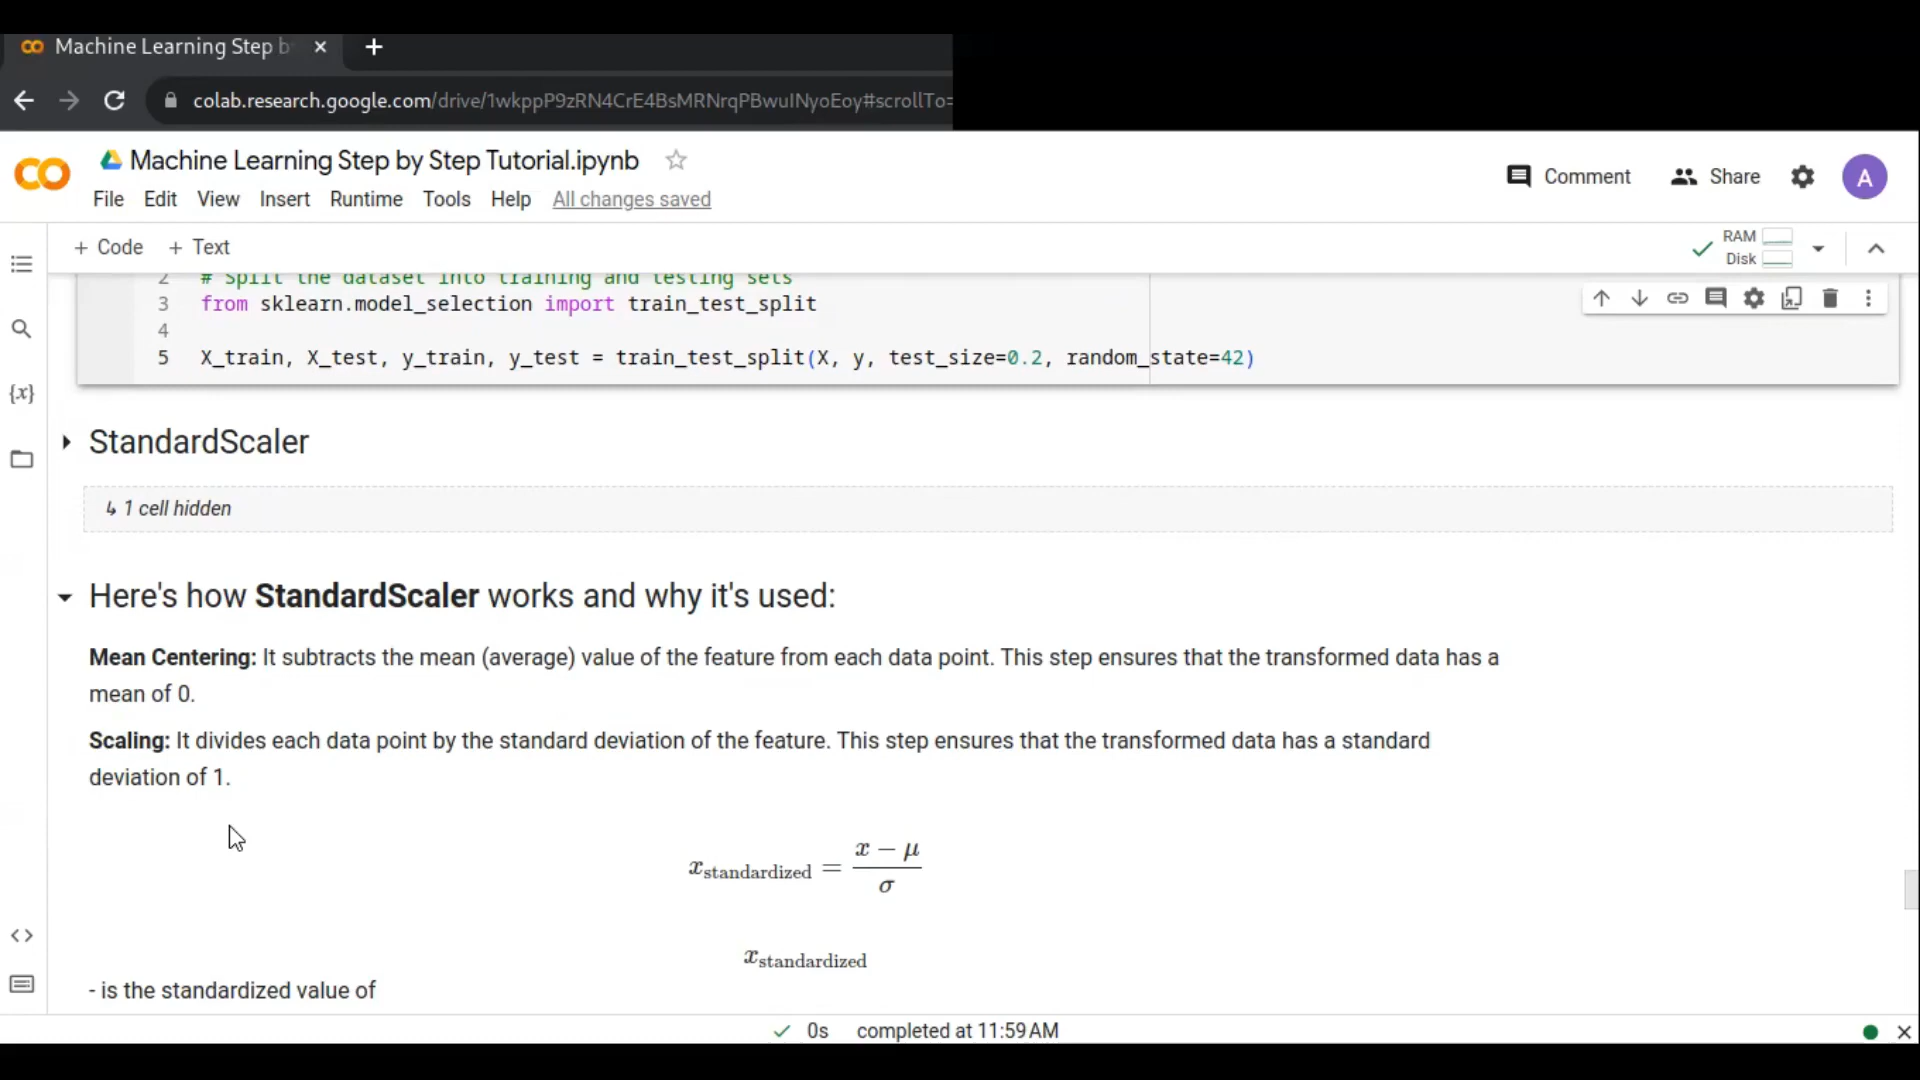 Machine Learning Step b
colab.research.google.com/drive/1wkppP9zRN4CrE4BsMRNrqPBwuINyoEoy#scrollTo=
Machine Learning Step by Step Tutorial.ipynb
Comment
Share
A
File Edit View Insert Runtime Tools Help All changes saved
+ Code + Text
RAM
Disk
2 # Split the dataset into training and testing sets
3 from sklearn.model_selection import train_test_split
4
5 X_train, X_test, y_train, y_test = train_test_split(X, y, test_size=0.2, random_state=42)
StandardScaler
↳ 1 cell hidden
Here's how StandardScaler works and why it's used:
Mean Centering: It subtracts the mean (average) value of the feature from each data point. This step ensures that the transformed data has a
mean of 0.
Scaling: It divides each data point by the standard deviation of the feature. This step ensures that the transformed data has a standard
deviation of 1.
x standardized = x − μ
σ
x standardized
- is the standardized value of
0s completed at 11:59 AM